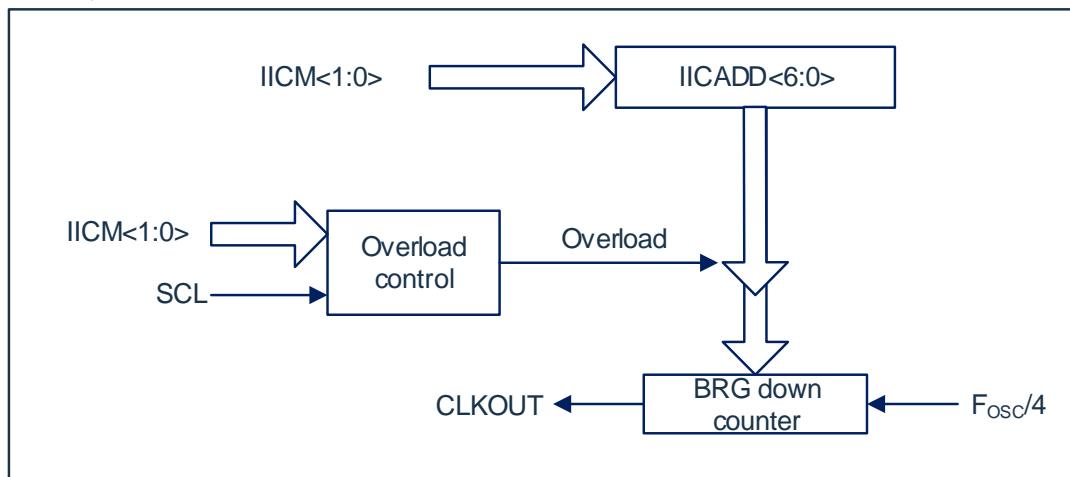 IICM<1:0>
IICADD<6:0>
IICM<1:0>
Overload
control
Overload
SCL
BRG down
counter
CLKOUT
FOSC/4